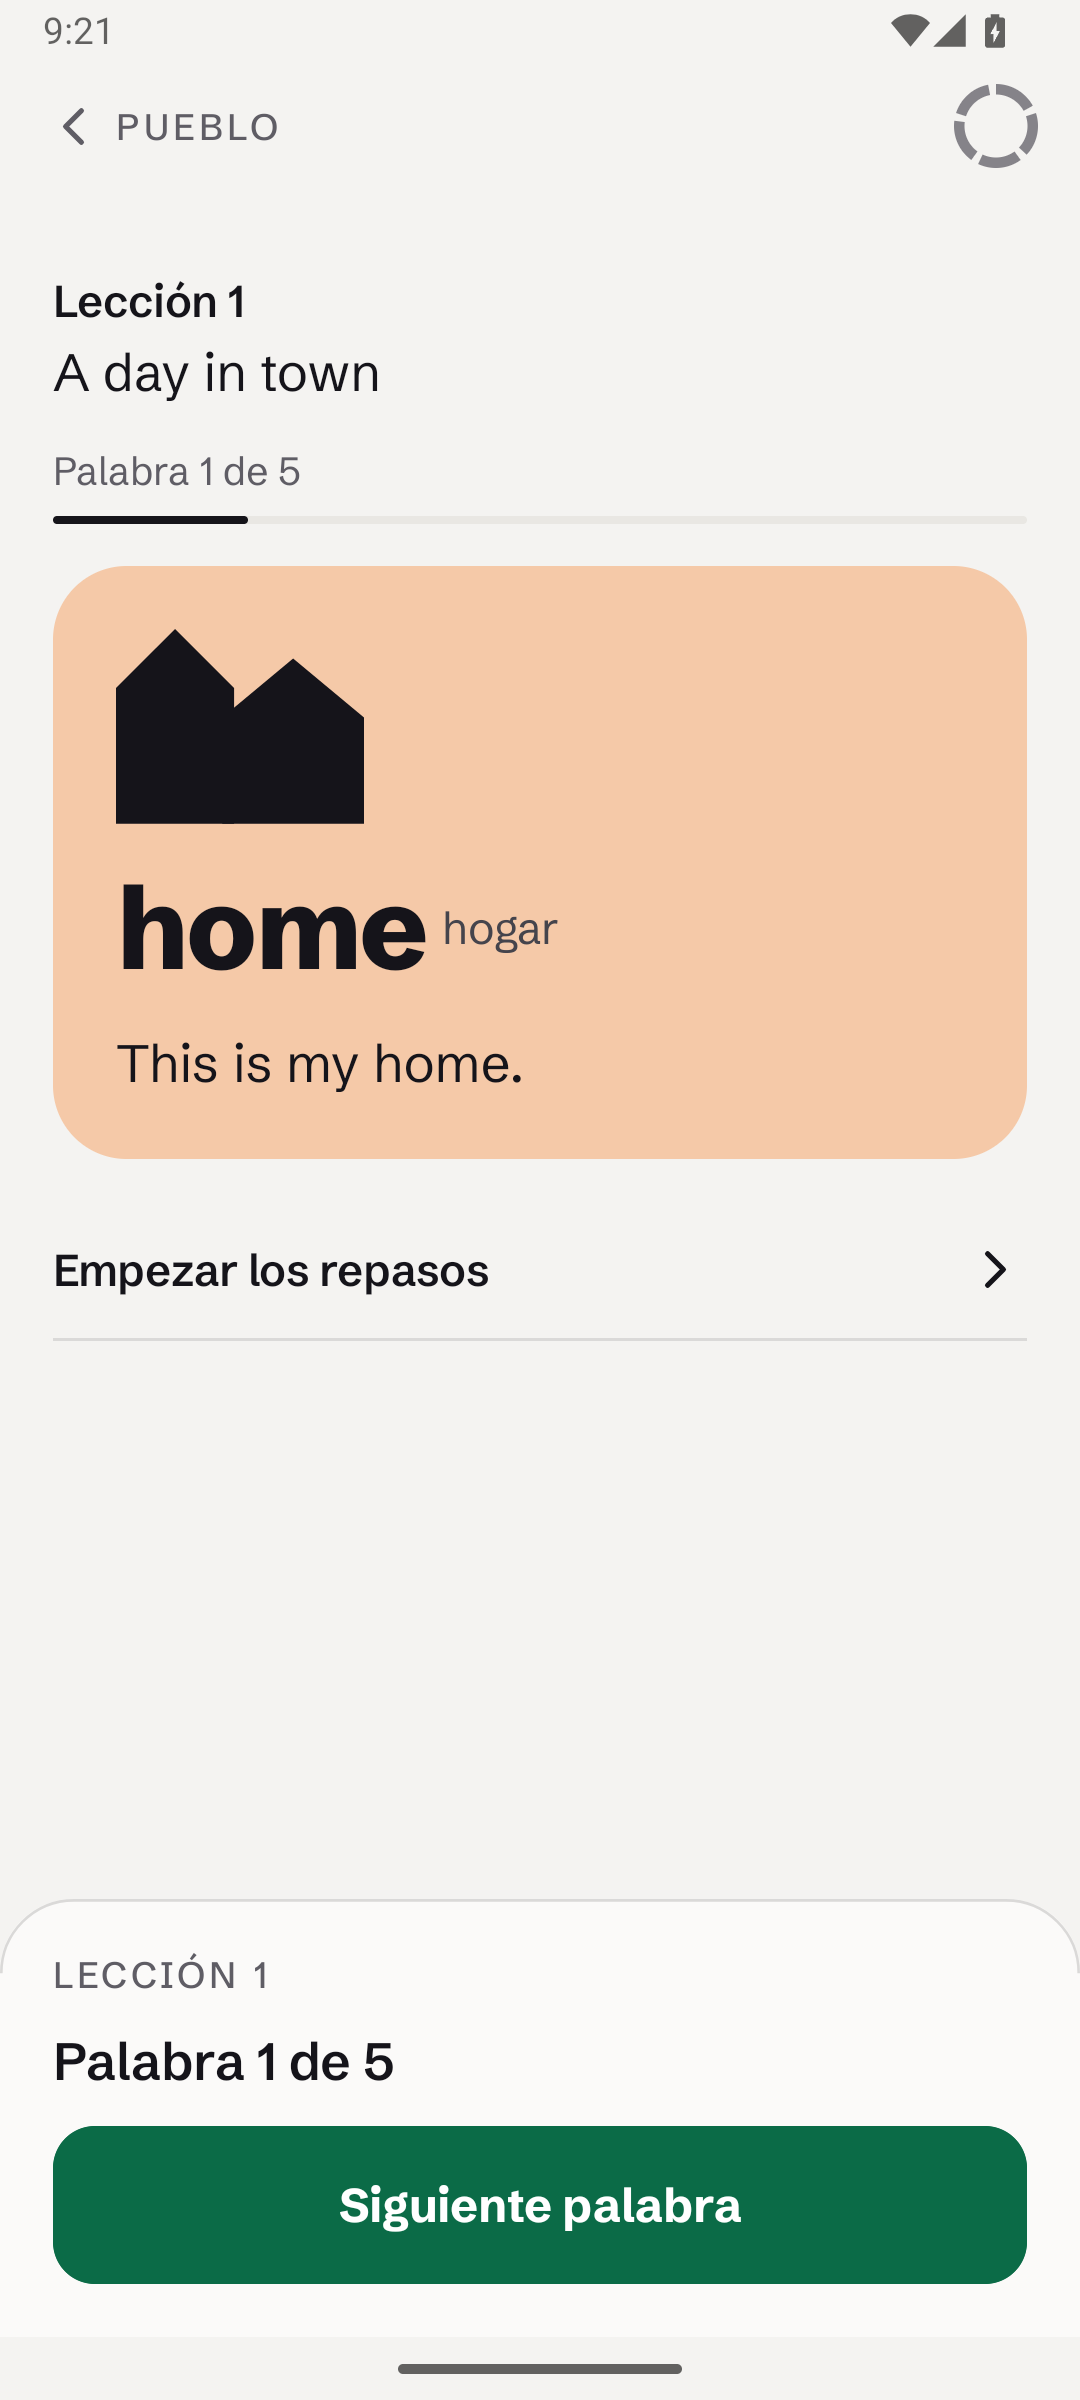 9:21
PUEBLO
Lección 1
A day in town
Palabra 1 de 5
home hogar
This is my home.
Empezar los repasos
LECCIÓN 1
Palabra 1 de 5
Siguiente palabra